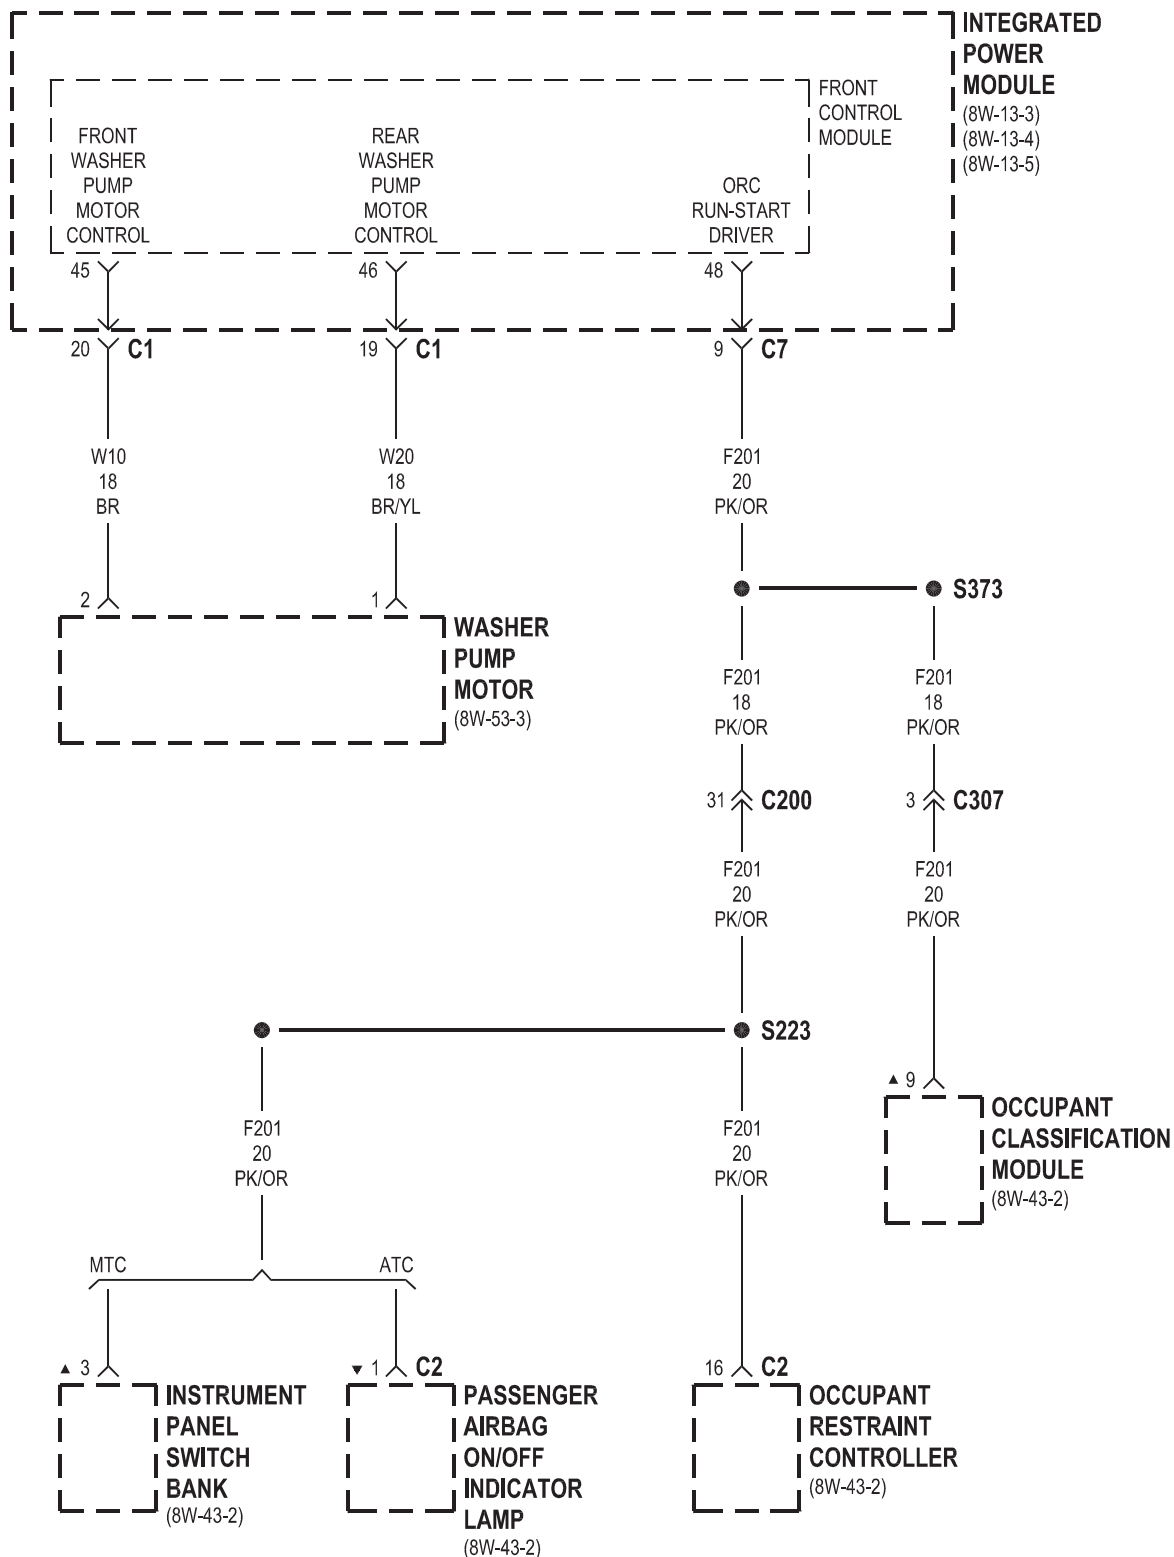 INTEGRATED
POWER
MODULE
(8W-13-3)
(8W-13-4)
(8W-13-5)
FRONT
CONTROL
MODULE
FRONT
WASHER
PUMP
MOTOR
CONTROL
REAR
WASHER
PUMP
MOTOR
CONTROL
ORC
RUN-START
DRIVER
45
46
48
20 C1
19 C1
9 C7
W10
18
BR
W20
18
BR/YL
F201
20
PK/OR
2
1
S373
WASHER
PUMP
MOTOR
(8W-53-3)
F201
18
PK/OR
F201
18
PK/OR
31 C200
3 C307
F201
20
PK/OR
F201
20
PK/OR
S223
▲ 9
OCCUPANT
CLASSIFICATION
MODULE
(8W-43-2)
F201
20
PK/OR
F201
20
PK/OR
MTC
ATC
▲ 3
▼ 1 C2
16 C2
INSTRUMENT
PANEL
SWITCH
BANK
(8W-43-2)
PASSENGER
AIRBAG
ON/OFF
INDICATOR
LAMP
(8W-43-2)
OCCUPANT
RESTRAINT
CONTROLLER
(8W-43-2)